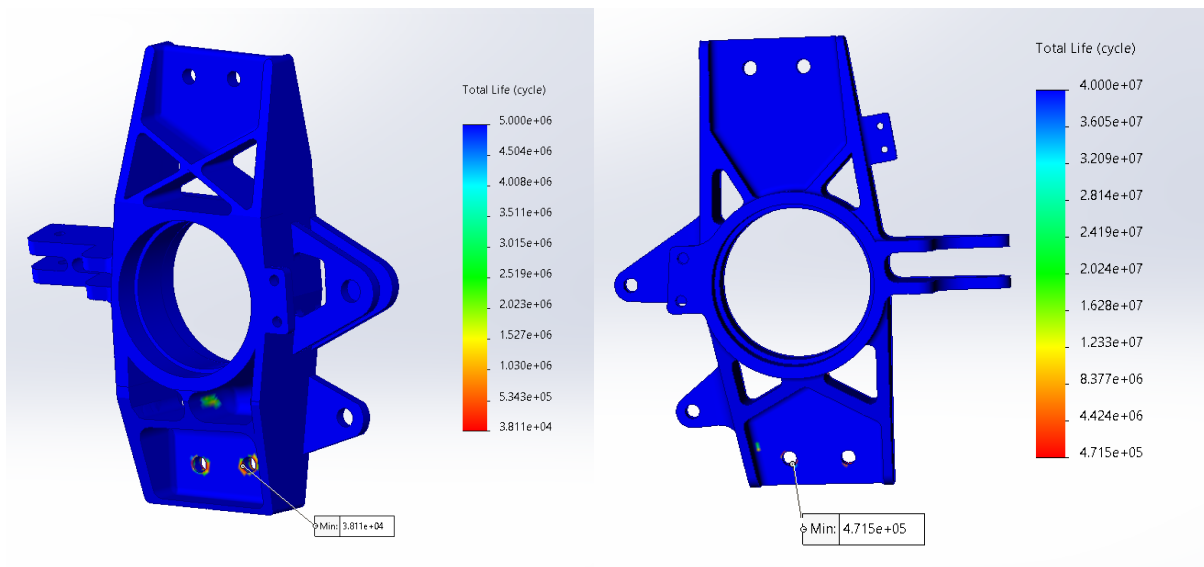 Total Life (cycle)
5.000e+06
4.504e+06
4.008e+06
3.511e+06
3.015e+06
2.519e+06
2.023e+06
1.527e+06
1.030e+06
5.343e+05
3.811e+04
Min: 3.811e+04
Total Life (cycle)
4.000e+07
3.605e+07
3.209e+07
2.814e+07
2.419e+07
2.024e+07
1.628e+07
1.233e+07
8.377e+06
4.424e+06
4.715e+05
Min: 4.715e+05